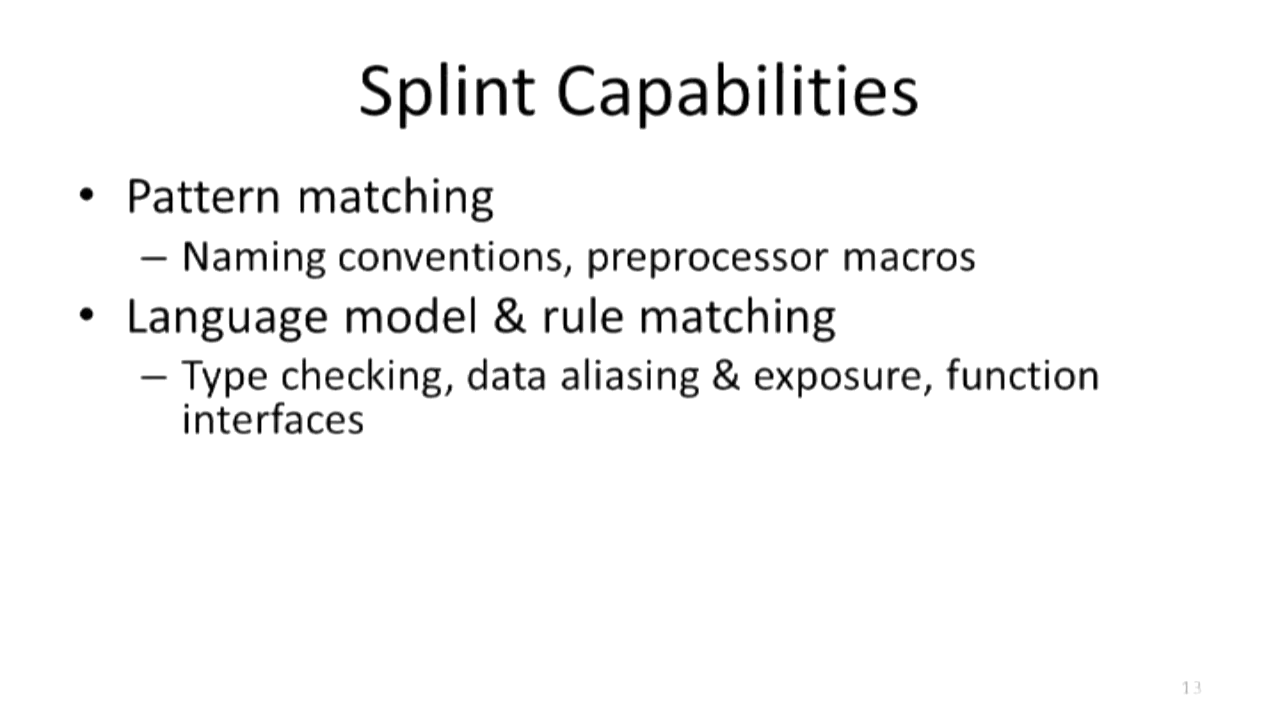 Splint Capabilities
• Pattern matching
– Naming conventions, preprocessor macros
• Language model & rule matching
– Type checking, data aliasing & exposure, function
interfaces
13